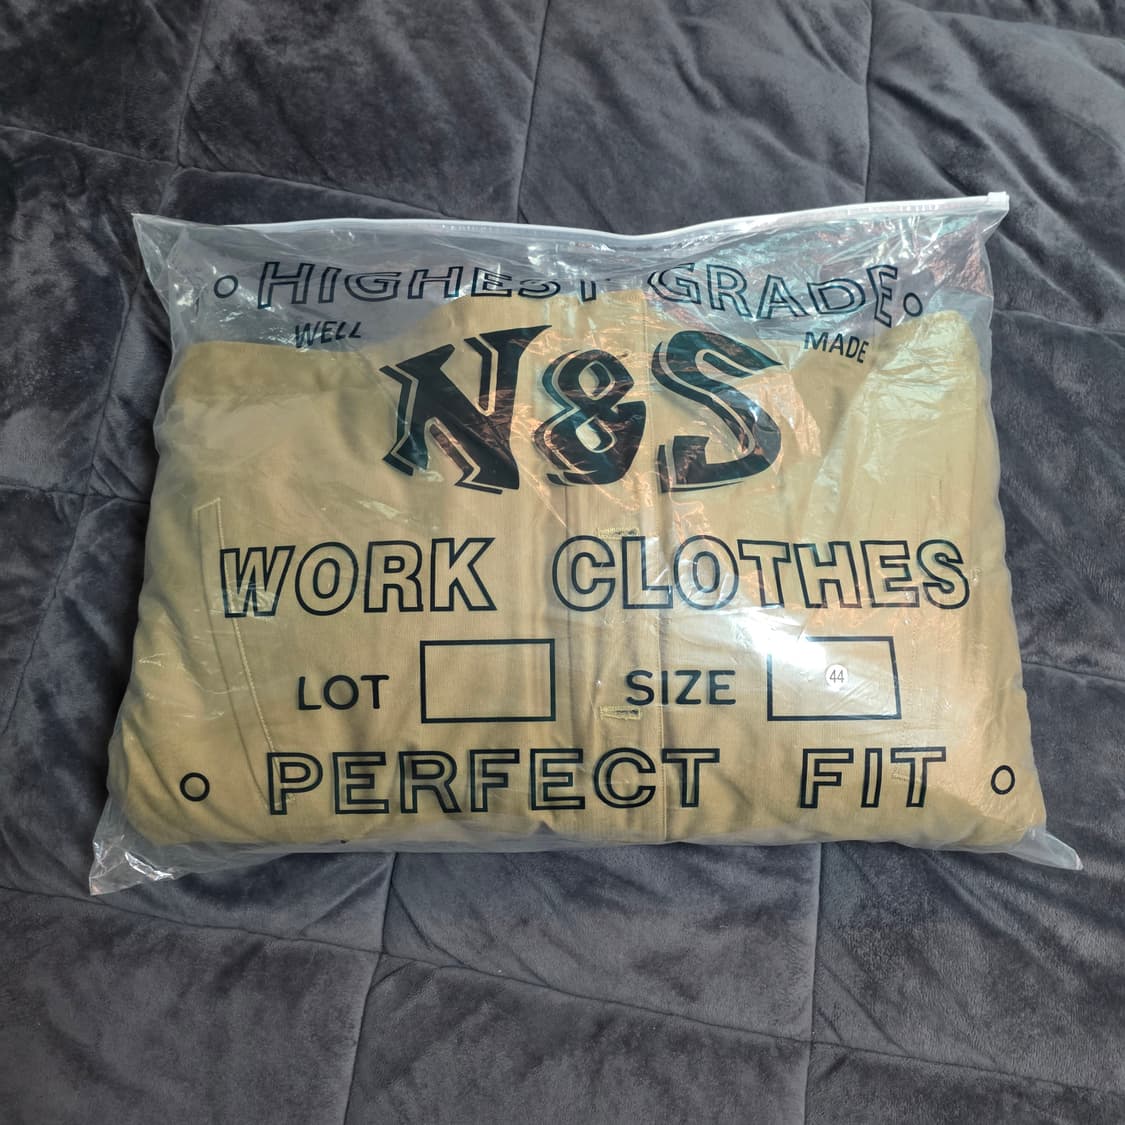 HIGHEST GRADE
WELL MADE
N&S
WORK CLOTHES
LOT SIZE 44
PERFECT FIT